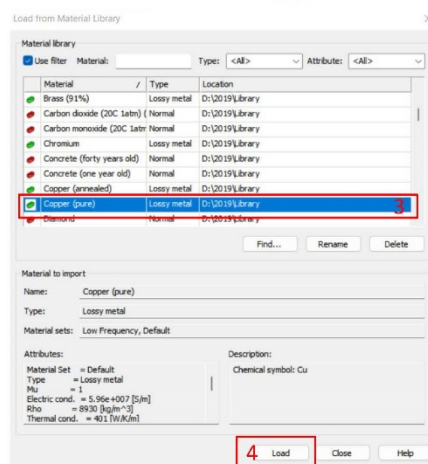 Load from Material Library
Material library
Use filter Material: Type: <All> Attribute: <All>
Material / Type Location
Brass (91%) Lossy metal D:\2019\Library
Carbon dioxide (20C 1atm) ( Normal D:\2019\Library
Carbon monoxide (20C 1atm Normal D:\2019\Library
Chromium Lossy metal D:\2019\Library
Concrete (forty years old) Normal D:\2019\Library
Concrete (one year old) Normal D:\2019\Library
Copper (annealed) Lossy metal D:\2019\Library
Copper (pure) Lossy metal D:\2019\Library 3
Diamond Normal D:\2019\Library
Find... Rename Delete
Material to import
Name: Copper (pure)
Type: Lossy metal
Material sets: Low Frequency, Default
Attributes: Description:
Material Set = Default Chemical symbol: Cu
Type = Lossy metal
Mu = 1
Electric cond. = 5.96e+007 [S/m]
Rho = 8930 [kg/m^3]
Thermal cond. = 401 [W/K/m]
4 Load Close Help